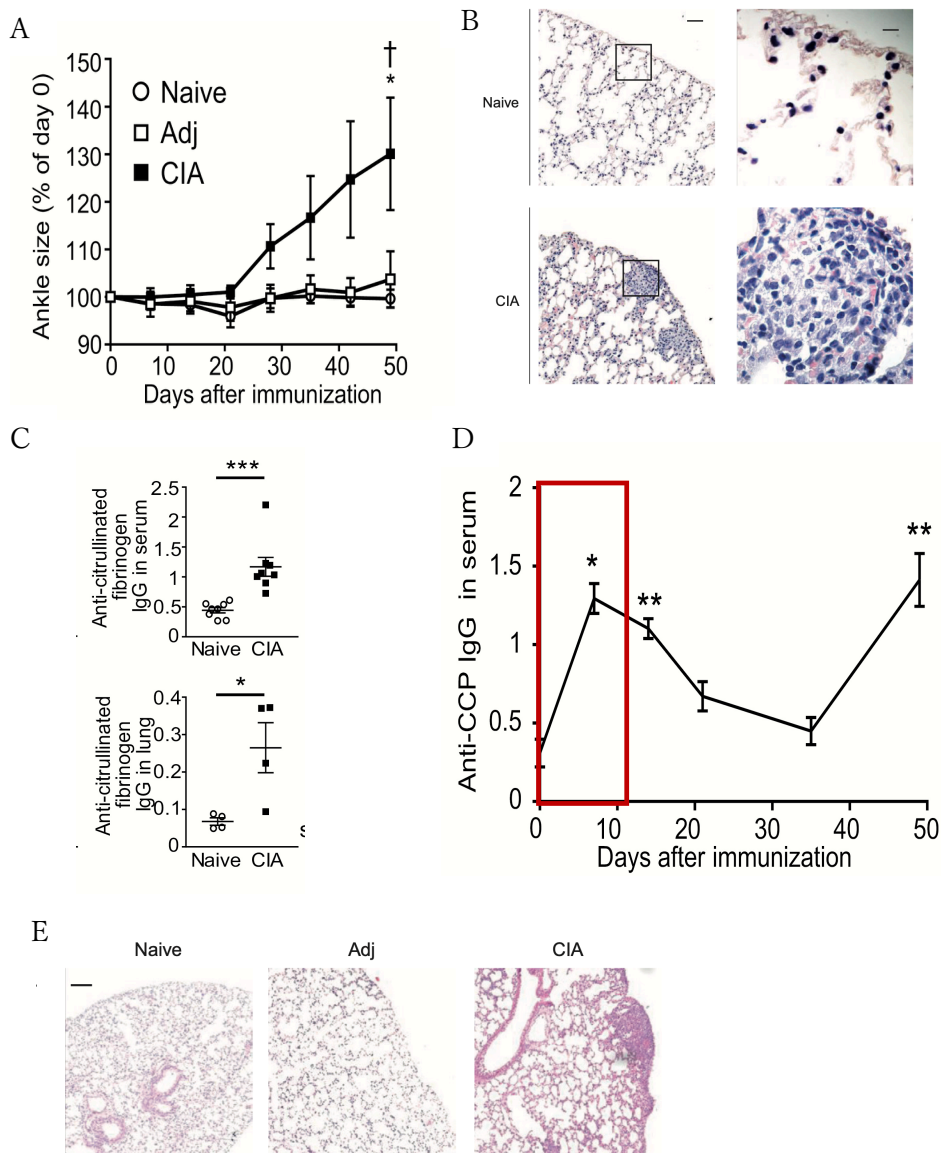 A
150
140
130
120
110
100
90
Ankle size (% of day 0)
Naive
Adj
CIA
†
*
0
10
20
30
40
50
Days after immunization
B
Naive
CIA
C
***
2.5
2
1.5
1
0.5
0
Anti-citrullinated
fibrinogen
IgG in serum
Naive
CIA
*
0.4
0.3
0.2
0.1
0
Anti-citrullinated
fibrinogen
IgG in lung
Naive
CIA
D
2
1.5
1
0.5
0
Anti-CCP IgG in serum
*
**
**
0
10
20
30
40
50
Days after immunization
E
Naive
Adj
CIA